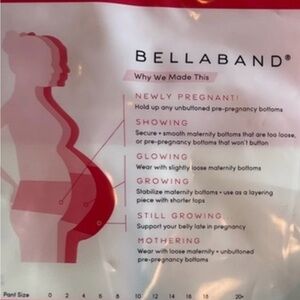 BELLABAND®
Why We Made This
NEWLY PREGNANT!
Hold up any unbuttoned pre-pregnancy bottoms
SHOWING
Secure + smooth maternity bottoms that are too loose,
or pre-pregnancy bottoms that won't button
GLOWING
Wear with slightly loose maternity bottoms
GROWING
Stabilize maternity bottoms + use as a layering
piece with shorter tops
STILL GROWING
Support your belly late in pregnancy
MOTHERING
Wear with loose maternity + unbuttoned
pre-pregnancy bottoms
Pant Size 0 2 4 6 8 10 12 14 16 18 20+